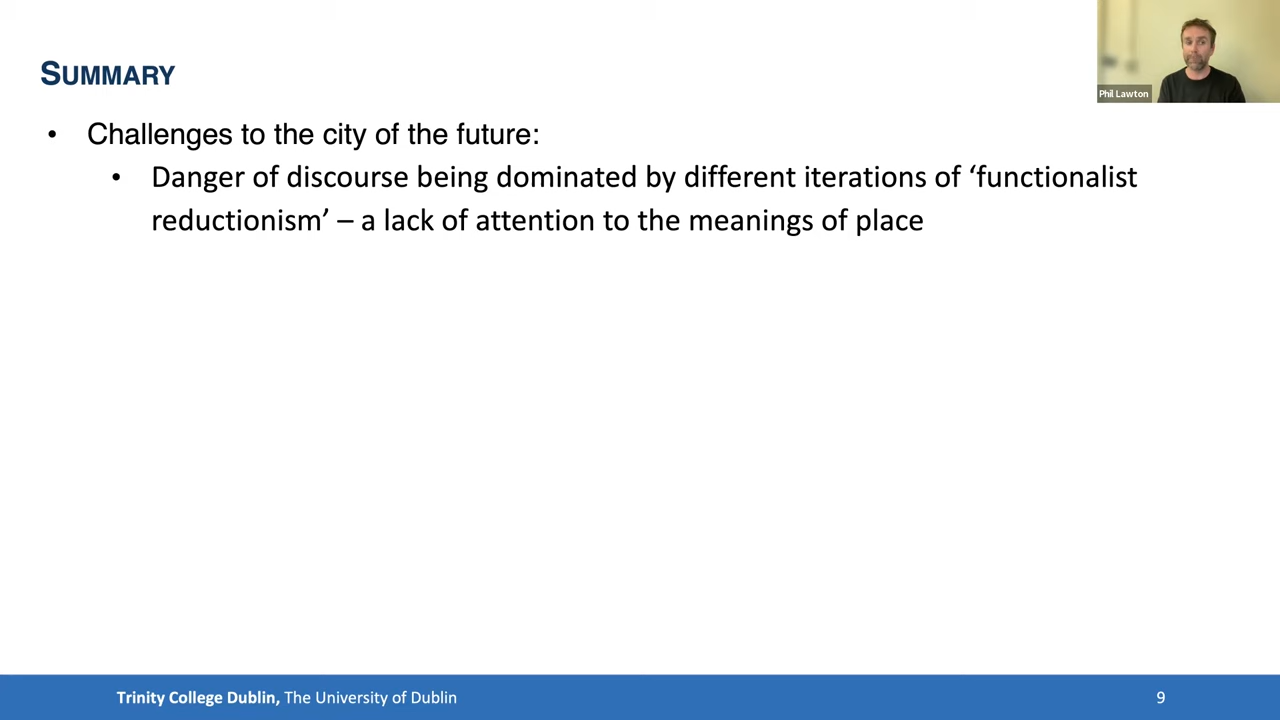 Phil Lawton
SUMMARY
• Challenges to the city of the future:
• Danger of discourse being dominated by different iterations of ‘functionalist
reductionism’ – a lack of attention to the meanings of place
Trinity College Dublin, The University of Dublin
9